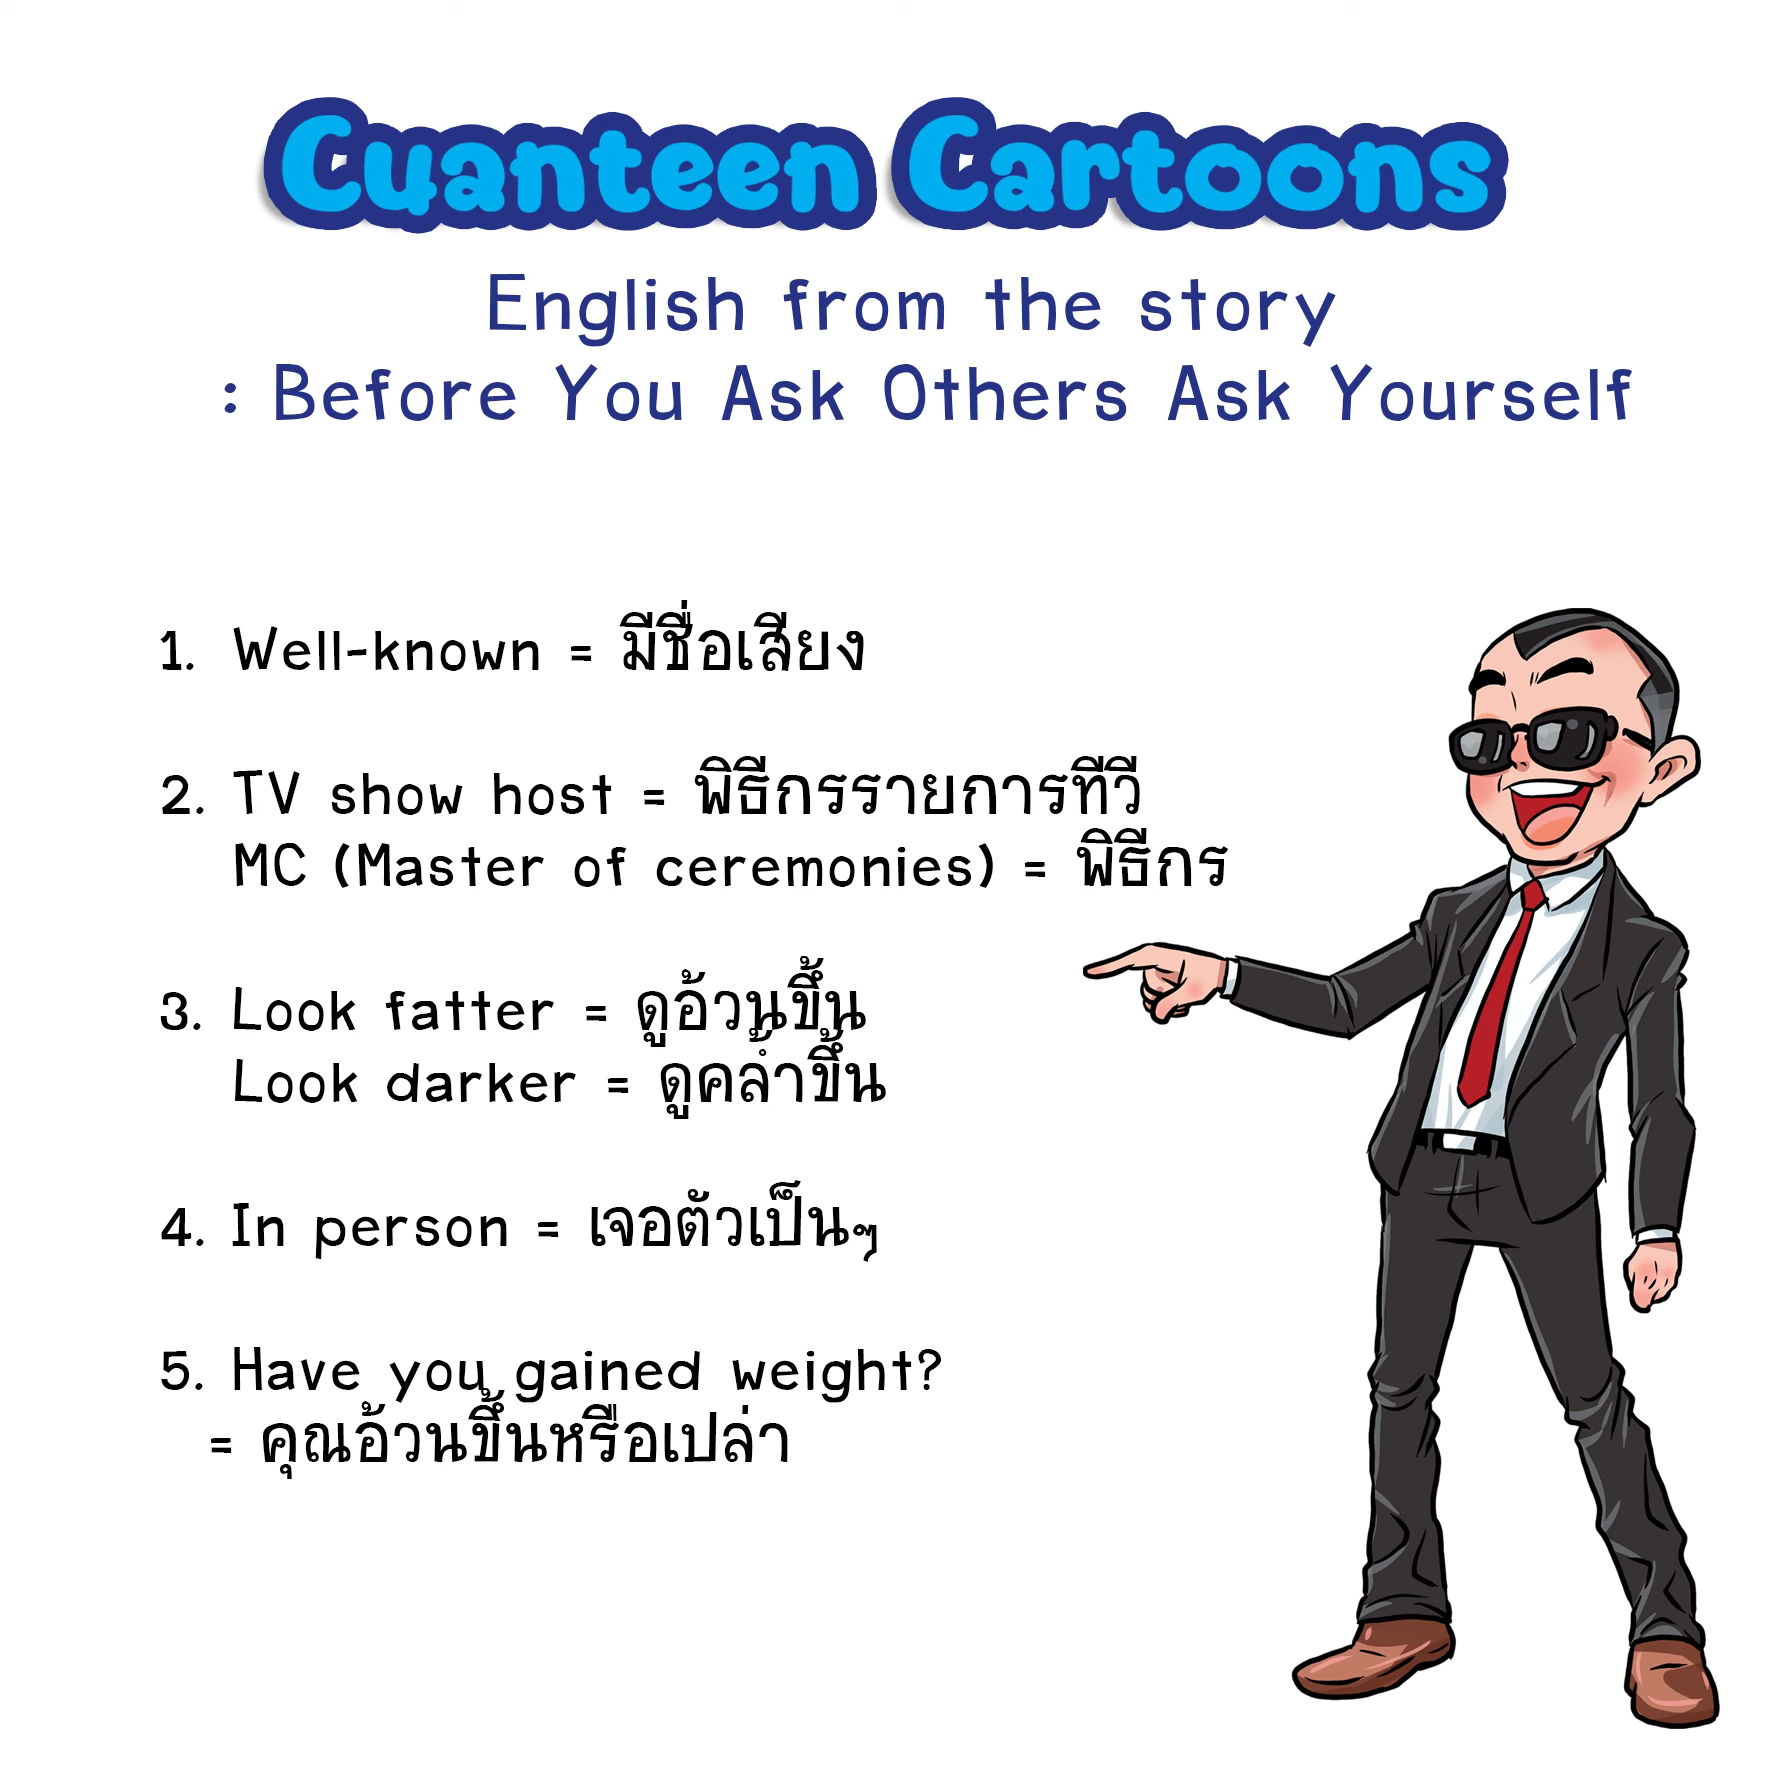 Cuanteen Cartoons
English from the story
: Before You Ask Others Ask Yourself
1. Well-known = มีชื่อเสียง
2. TV show host = พิธีกรรายการทีวี
MC (Master of ceremonies) = พิธีกร
3. Look fatter = ดูอ้วนขึ้น
Look darker = ดูคล้ำขึ้น
4. In person = เจอตัวเป็นๆ
5. Have you gained weight?
= คุณอ้วนขึ้นหรือเปล่า